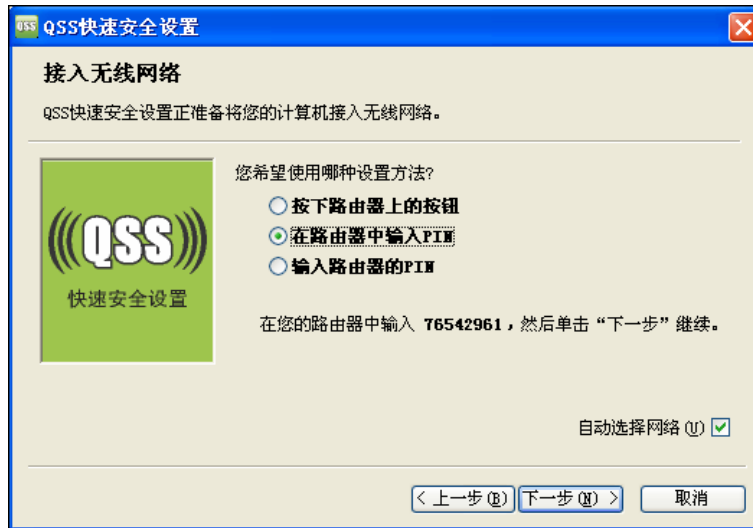 QSS QSS快速安全设置
接入无线网络
QSS快速安全设置正准备将您的计算机接入无线网络。
您希望使用哪种设置方法?
按下路由器上的按钮
在路由器中输入PIN
输入路由器的PIN
(((QSS)))
快速安全设置
在您的路由器中输入 76542961，然后单击“下一步”继续。
自动选择网络(U)
< 上一步(B) 下一步(N) > 取消